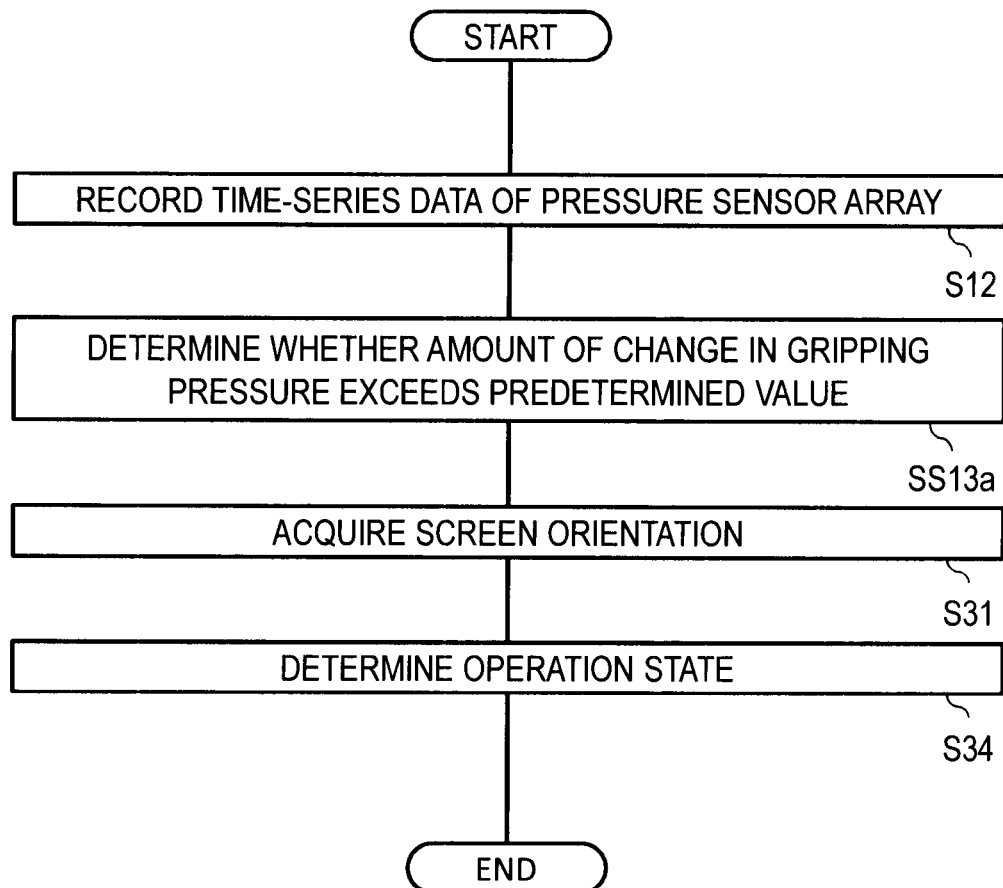 START
RECORD TIME-SERIES DATA OF PRESSURE SENSOR ARRAY
S12
DETERMINE WHETHER AMOUNT OF CHANGE IN GRIPPING
PRESSURE EXCEEDS PREDETERMINED VALUE
SS13a
ACQUIRE SCREEN ORIENTATION
S31
DETERMINE OPERATION STATE
S34
END